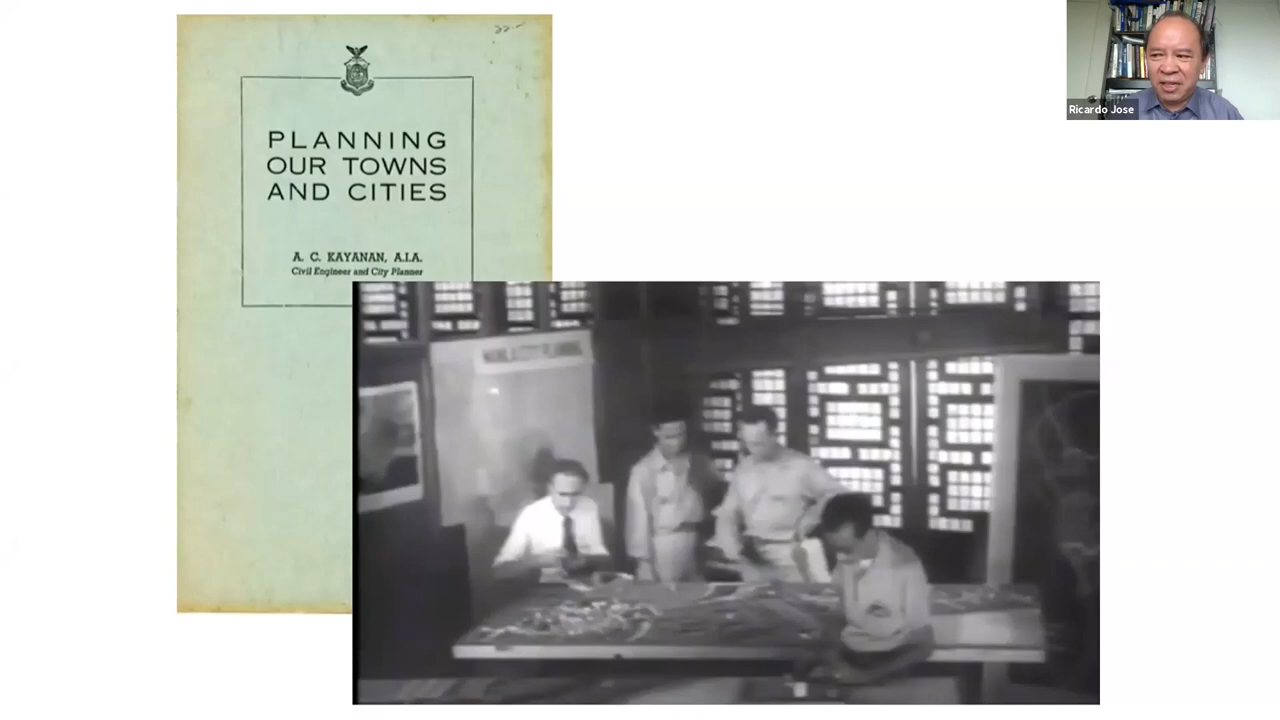 PLANNING
OUR TOWNS
AND CITIES
A. C. KAYANAN, A.I.A.
Civil Engineer and City Planner
Ricardo Jose